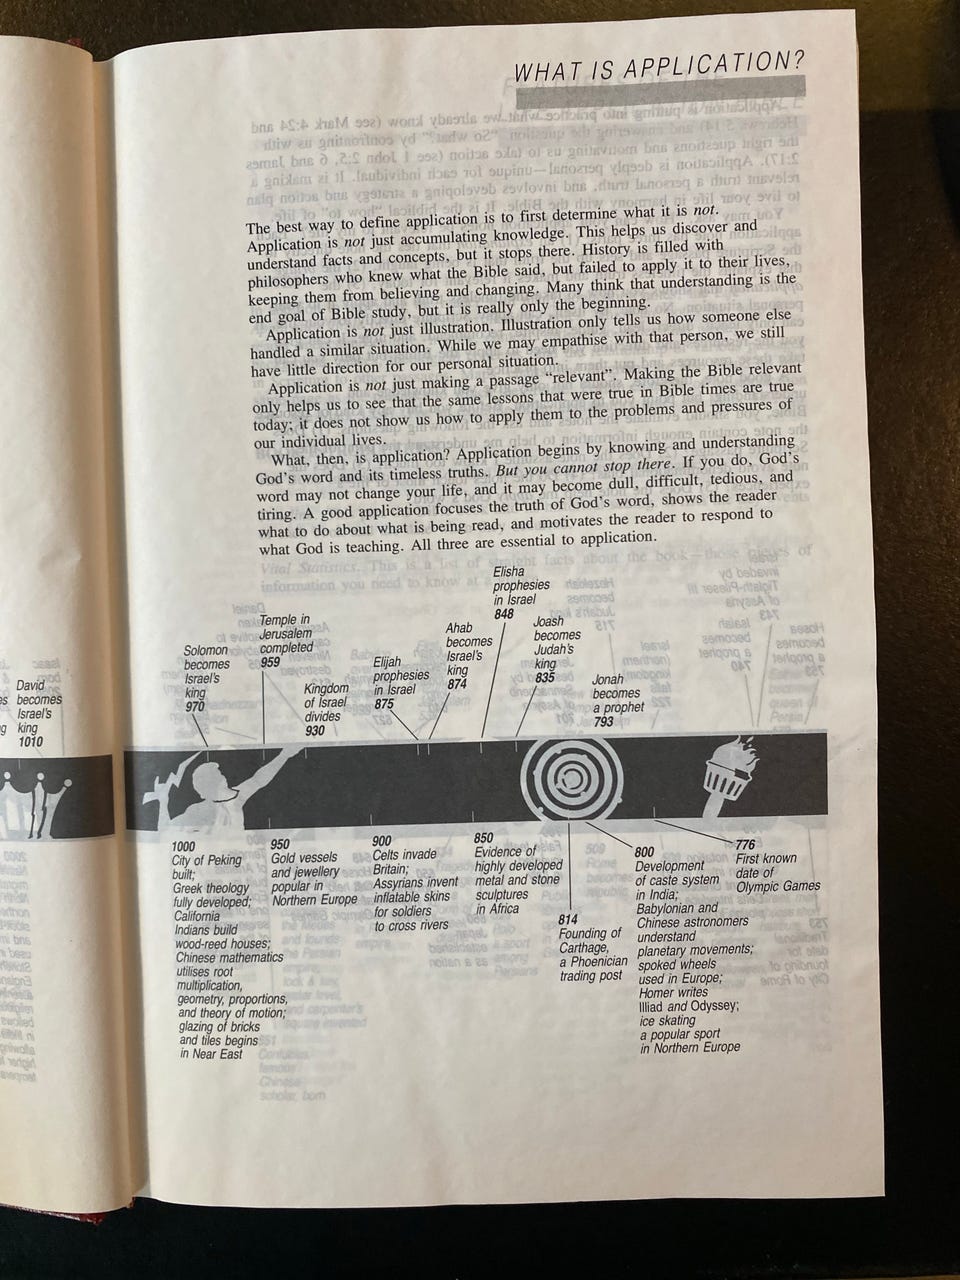 WHAT IS APPLICATION?
The best way to define application is to first determine what it is not.
Application is not just accumulating knowledge. This helps us discover and
understand facts and concepts, but it stops there. History is filled with
philosophers who knew what the Bible said, but failed to apply it to their lives,
keeping them from believing and changing. Many think that understanding is the
end goal of Bible study, but it is really only the beginning.
Application is not just illustration. Illustration only tells us how someone else
handled a similar situation. While we may empathise with that person, we still
have little direction for our personal situation.
Application is not just making a passage “relevant”. Making the Bible relevant
only helps us to see that the same lessons that were true in Bible times are true
today; it does not show us how to apply them to the problems and pressures of
our individual lives.
What, then, is application? Application begins by knowing and understanding
God’s word and its timeless truths. But you cannot stop there. If you do, God’s
word may not change your life, and it may become dull, difficult, tedious, and
tiring. A good application focuses the truth of God’s word, shows the reader
what to do about what is being read, and motivates the reader to respond to
what God is teaching. All three are essential to application.
David
becomes
Israel’s
king
1010
Solomon
becomes
Israel’s
king
970
Temple in
Jerusalem
completed
959
Kingdom
of Israel
divides
930
Elijah
prophesies
in Israel
875
Ahab
becomes
Israel’s
king
874
Elisha
prophesies
in Israel
848
Joash
becomes
Judah’s
king
835
Jonah
becomes
a prophet
793
1000
City of Peking
built;
Greek theology
fully developed;
California
Indians build
wood-reed houses;
Chinese mathematics
utilises root
multiplication,
geometry, proportions,
and theory of motion;
glazing of bricks
and tiles begins
in Near East
950
Gold vessels
and jewellery
popular in
Northern Europe
900
Celts invade
Britain;
Assyrians invent
inflatable skins
for soldiers
to cross rivers
850
Evidence of
highly developed
metal and stone
sculptures
in Africa
814
Founding of
Carthage,
a Phoenician
trading post
800
Development
of caste system
in India;
Babylonian and
Chinese astronomers
understand
planetary movements;
spoked wheels
used in Europe;
Homer writes
Illiad and Odyssey;
ice skating
a popular sport
in Northern Europe
776
First known
date of
Olympic Games